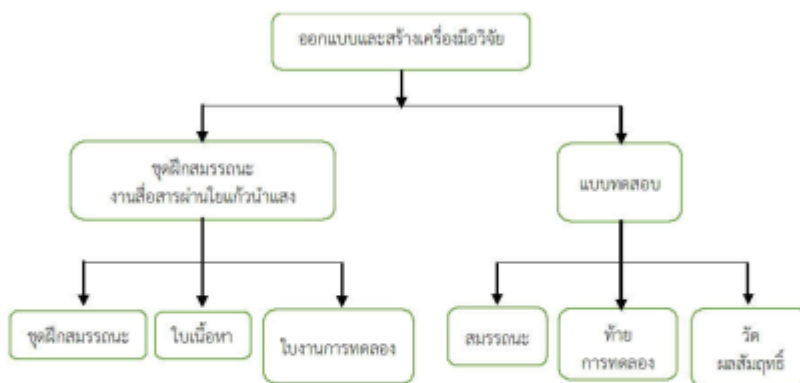 ออกแบบและสร้างเครื่องมือวิจัย
ชุดฝึกสมรรถนะ
งานสื่อสารผ่านใยแก้วนำแสง
แบบทดสอบ
ชุดฝึกสมรรถนะ
ใบเนื้อหา
ใบงานการทดลอง
สมรรถนะ
ท้าย
การทดลอง
วัด
ผลสัมฤทธิ์